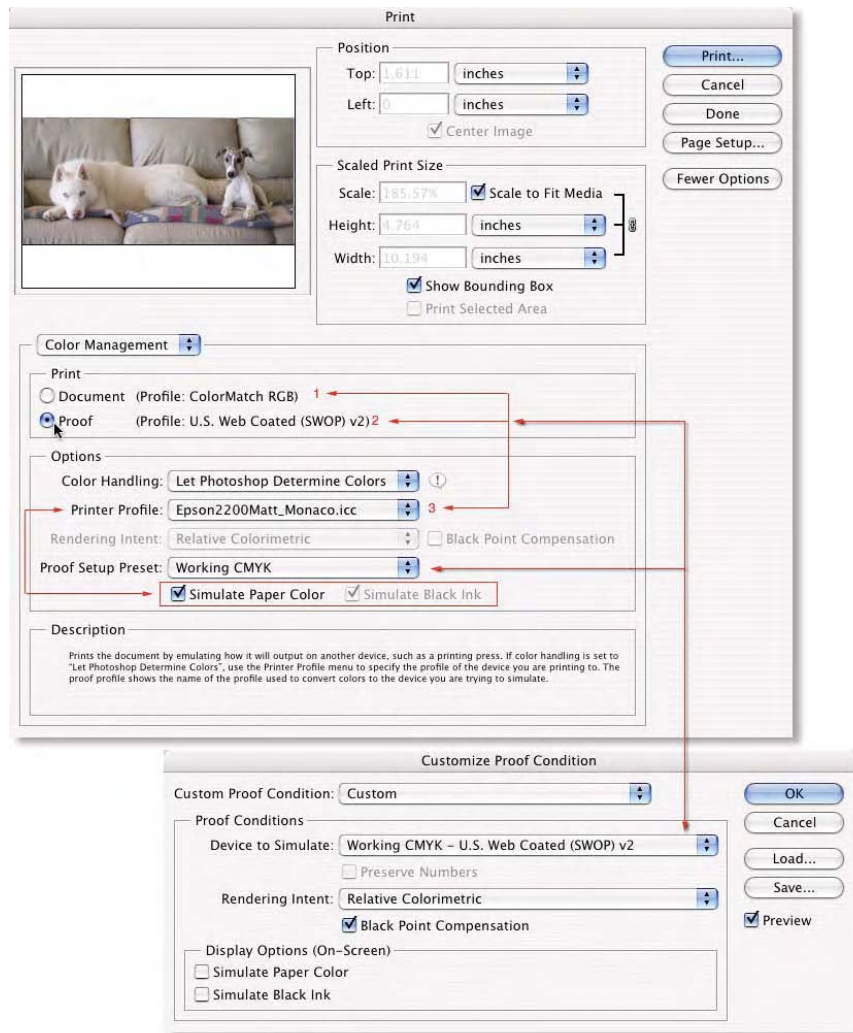 Print
Position
Top: 1.611 inches
Left: 0 inches
Center Image
Print...
Cancel
Done
Page Setup...
Fewer Options
Scaled Print Size
Scale: 185.57% Scale to Fit Media
Height: 4.764 inches
Width: 10.194 inches
Show Bounding Box
Print Selected Area
Color Management
Print
Document (Profile: ColorMatch RGB) 1
Proof (Profile: U.S. Web Coated (SWOP) v2) 2
Options
Color Handling: Let Photoshop Determine Colors !
Printer Profile: Epson2200Matt_Monaco.icc 3
Rendering Intent: Relative Colorimetric Black Point Compensation
Proof Setup Preset: Working CMYK
Simulate Paper Color Simulate Black Ink
Description
Prints the document by emulating how it will output on another device, such as a printing press. If color handling is set to
"Let Photoshop Determine Colors", use the Printer Profile menu to specify the profile of the device you are printing to. The
proof profile shows the name of the profile used to convert colors to the device you are trying to simulate.
Customize Proof Condition
Custom Proof Condition: Custom
Proof Conditions
Device to Simulate: Working CMYK – U.S. Web Coated (SWOP) v2
Preserve Numbers
Rendering Intent: Relative Colorimetric
Black Point Compensation
Display Options (On-Screen)
Simulate Paper Color
Simulate Black Ink
OK
Cancel
Load...
Save...
Preview